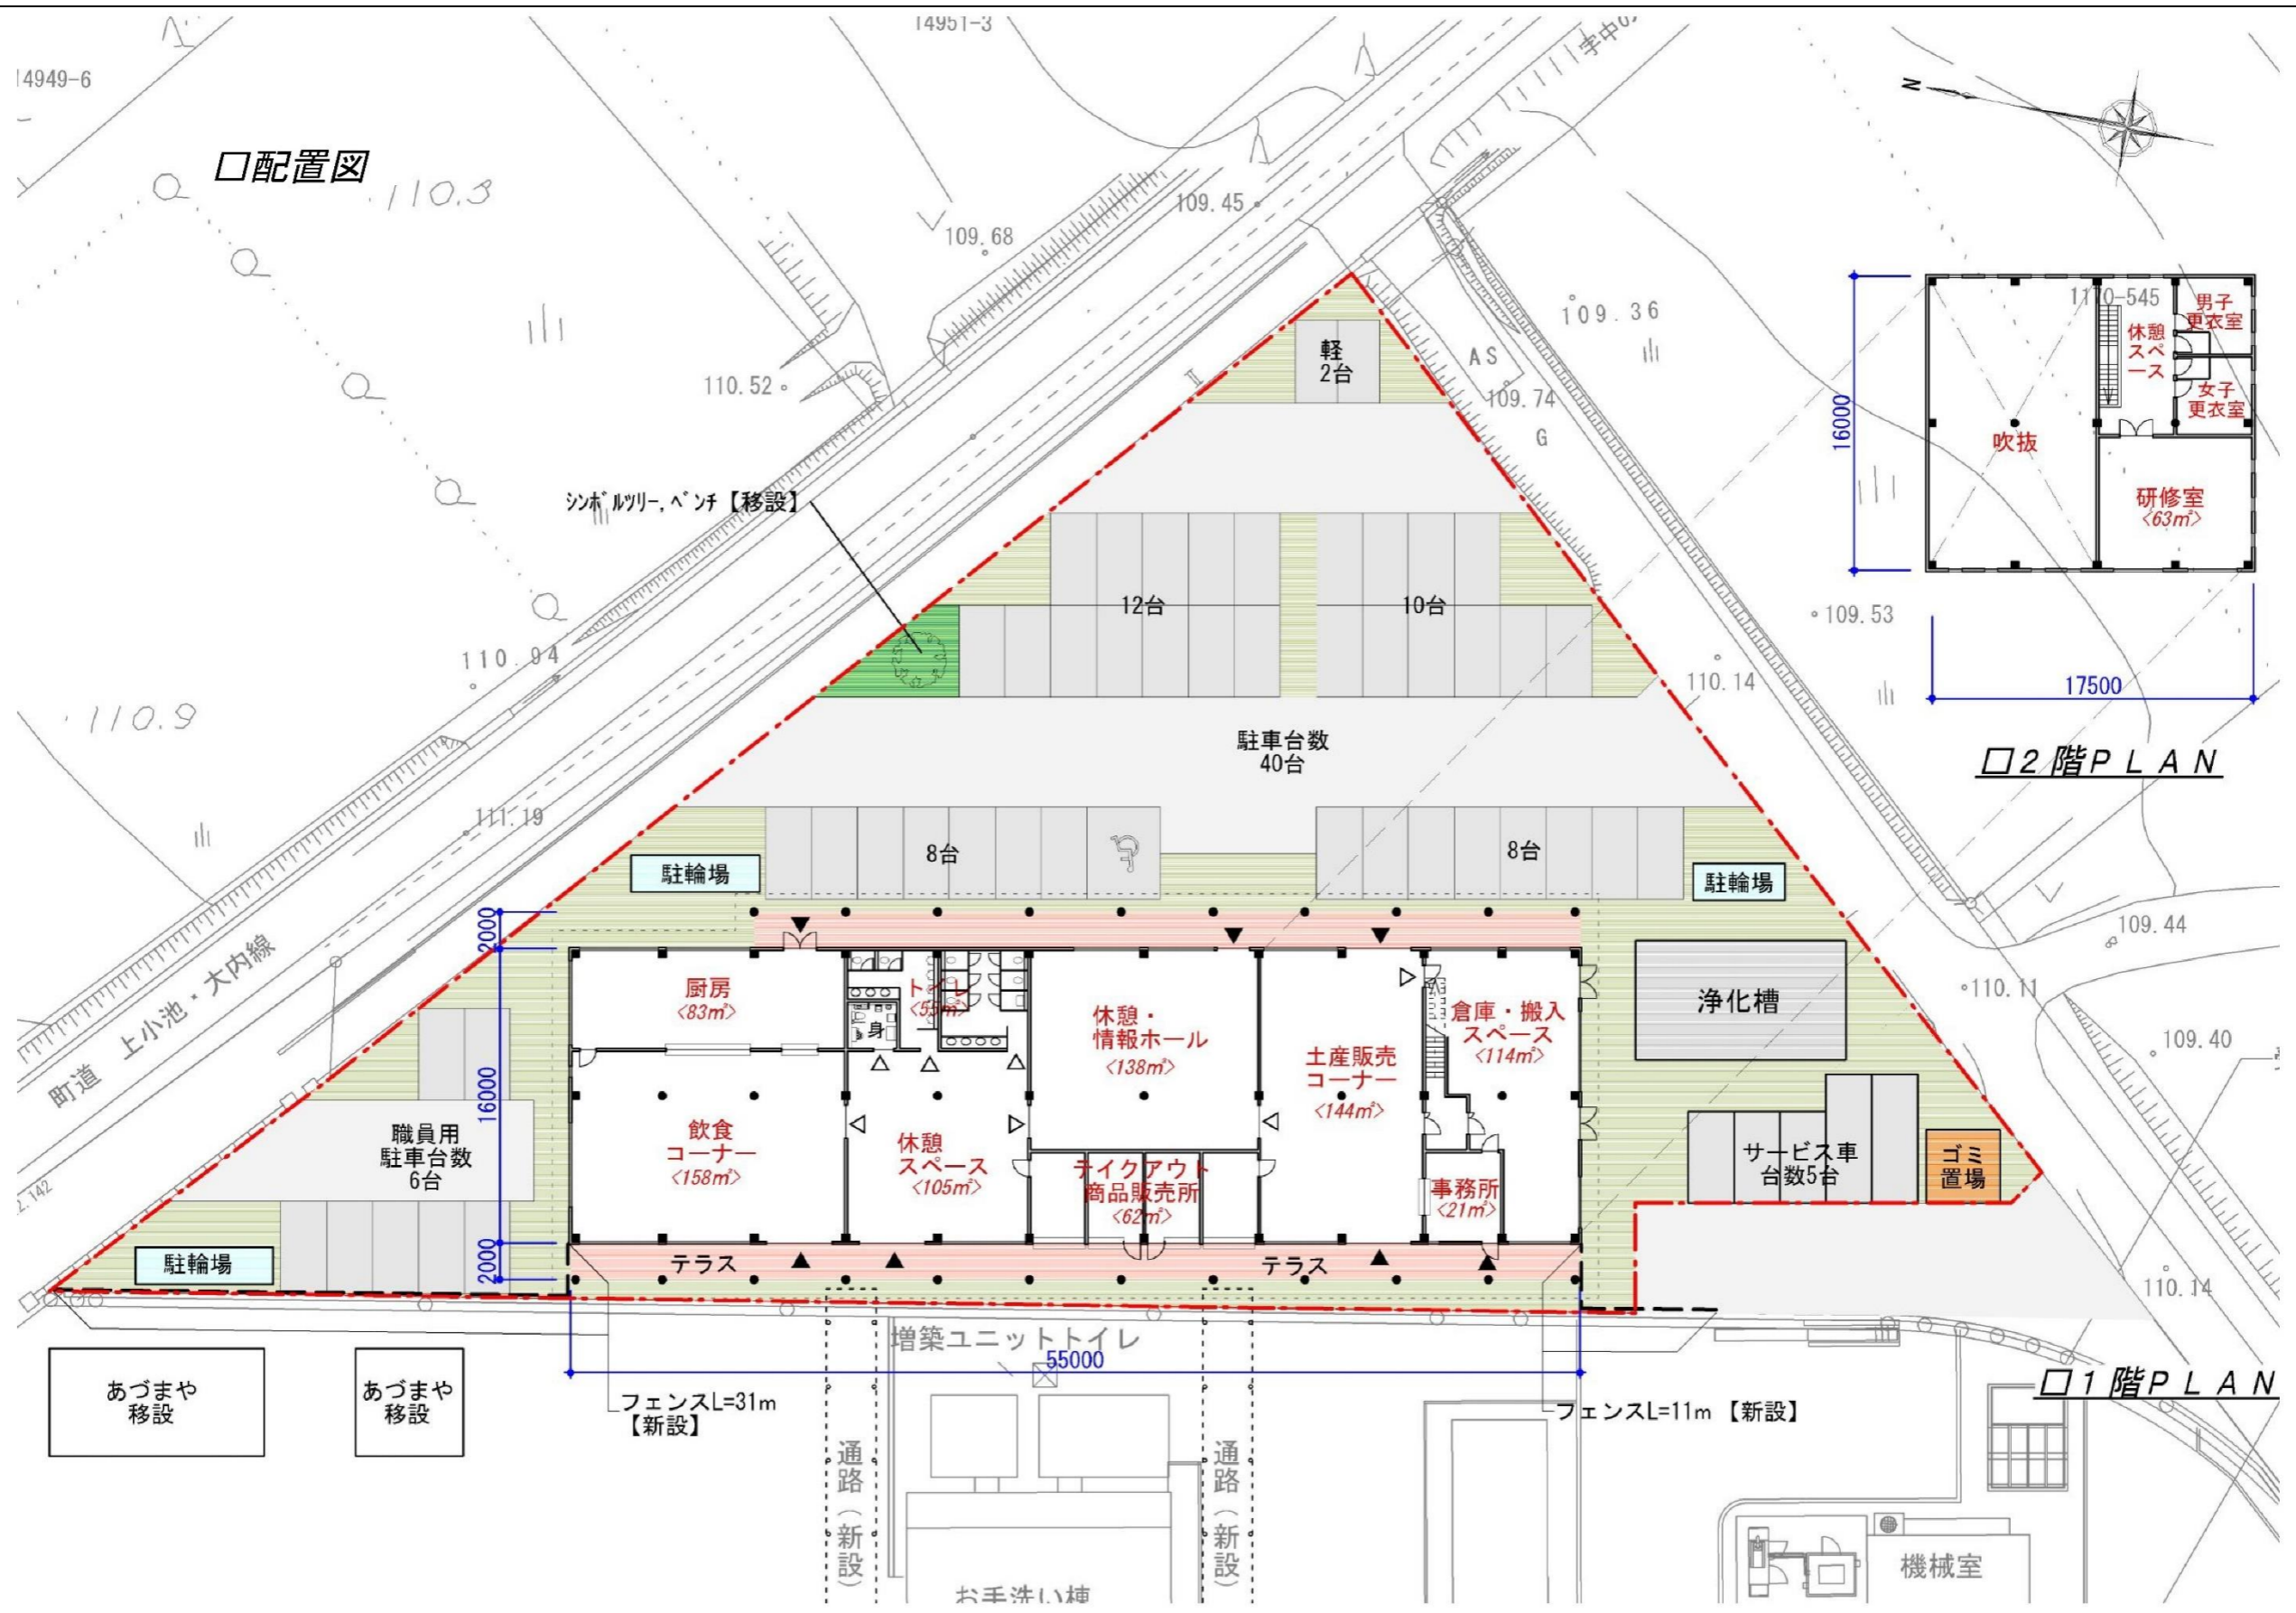 14951-3
14949-6
字中の
N
□配置図
110.3
109.45
109.68
109.36
1170-545
男子
更衣室
休憩
スペ
ース
女子
更衣室
軽
2台
AS
109.74
G
110.52
16000
吹抜
研修室
<63㎡>
シンボルツリー,ベンチ【移設】
12台
10台
109.53
110.94
110.14
17500
110.9
駐車台数
40台
□2階PLAN
111.19
8台
8台
駐輪場
駐輪場
2000
109.44
町道 上小池・大内線
厨房
<83㎡>
トイレ
<55㎡>
身
休憩・
情報ホール
<138㎡>
倉庫・搬入
スペース
<114㎡>
浄化槽
110.11
109.40
16000
土産販売
コーナー
<144㎡>
職員用
駐車台数
6台
飲食
コーナー
<158㎡>
休憩
スペース
<105㎡>
テイクアウト
商品販売所
<62㎡>
事務所
<21㎡>
サービス車
台数5台
ゴミ
置場
2.142
駐輪場
2000
テラス
テラス
110.14
増築ユニットトイレ
55000
□1階PLAN
あづまや
移設
あづまや
移設
フェンスL=31m
【新設】
フェンスL=11m【新設】
通路(新設)
通路(新設)
お手洗い棟
機械室